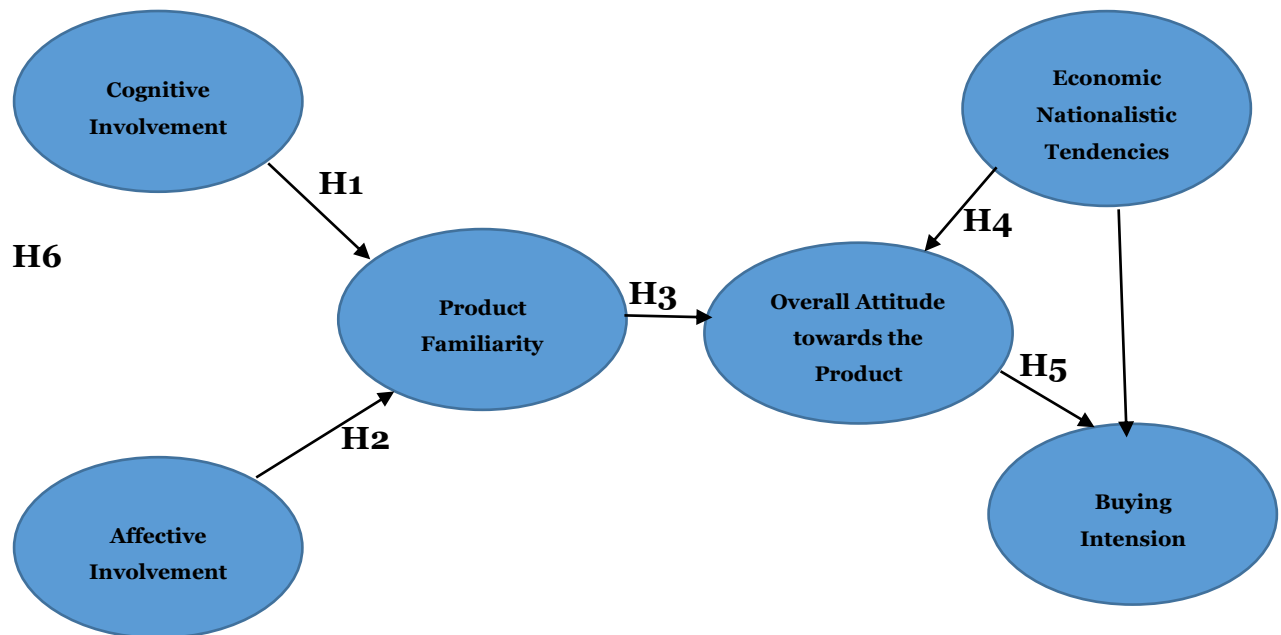 Cognitive
Involvement
Economic
Nationalistic
Tendencies
H1
H4
H6
Product
Familiarity
H3
Overall Attitude
towards the
Product
H5
H2
Buying
Intension
Affective
Involvement